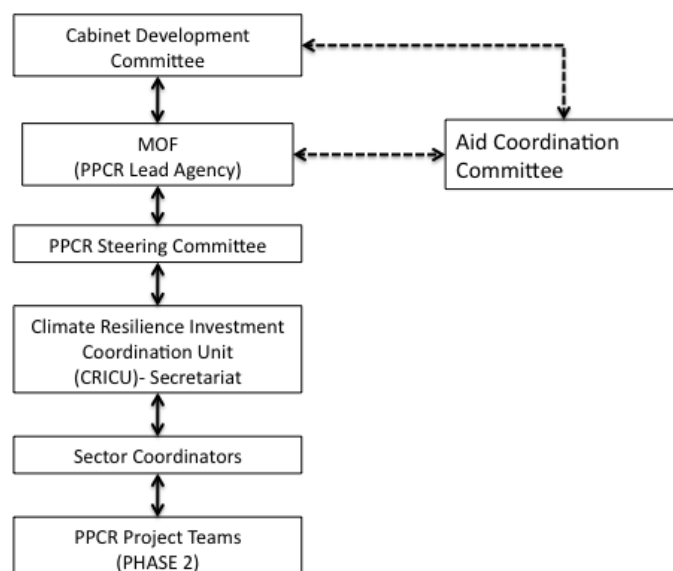 Cabinet Development
Committee
MOF
(PPCR Lead Agency)
Aid Coordination
Committee
PPCR Steering Committee
Climate Resilience Investment
Coordination Unit
(CRICU)- Secretariat
Sector Coordinators
PPCR Project Teams
(PHASE 2)